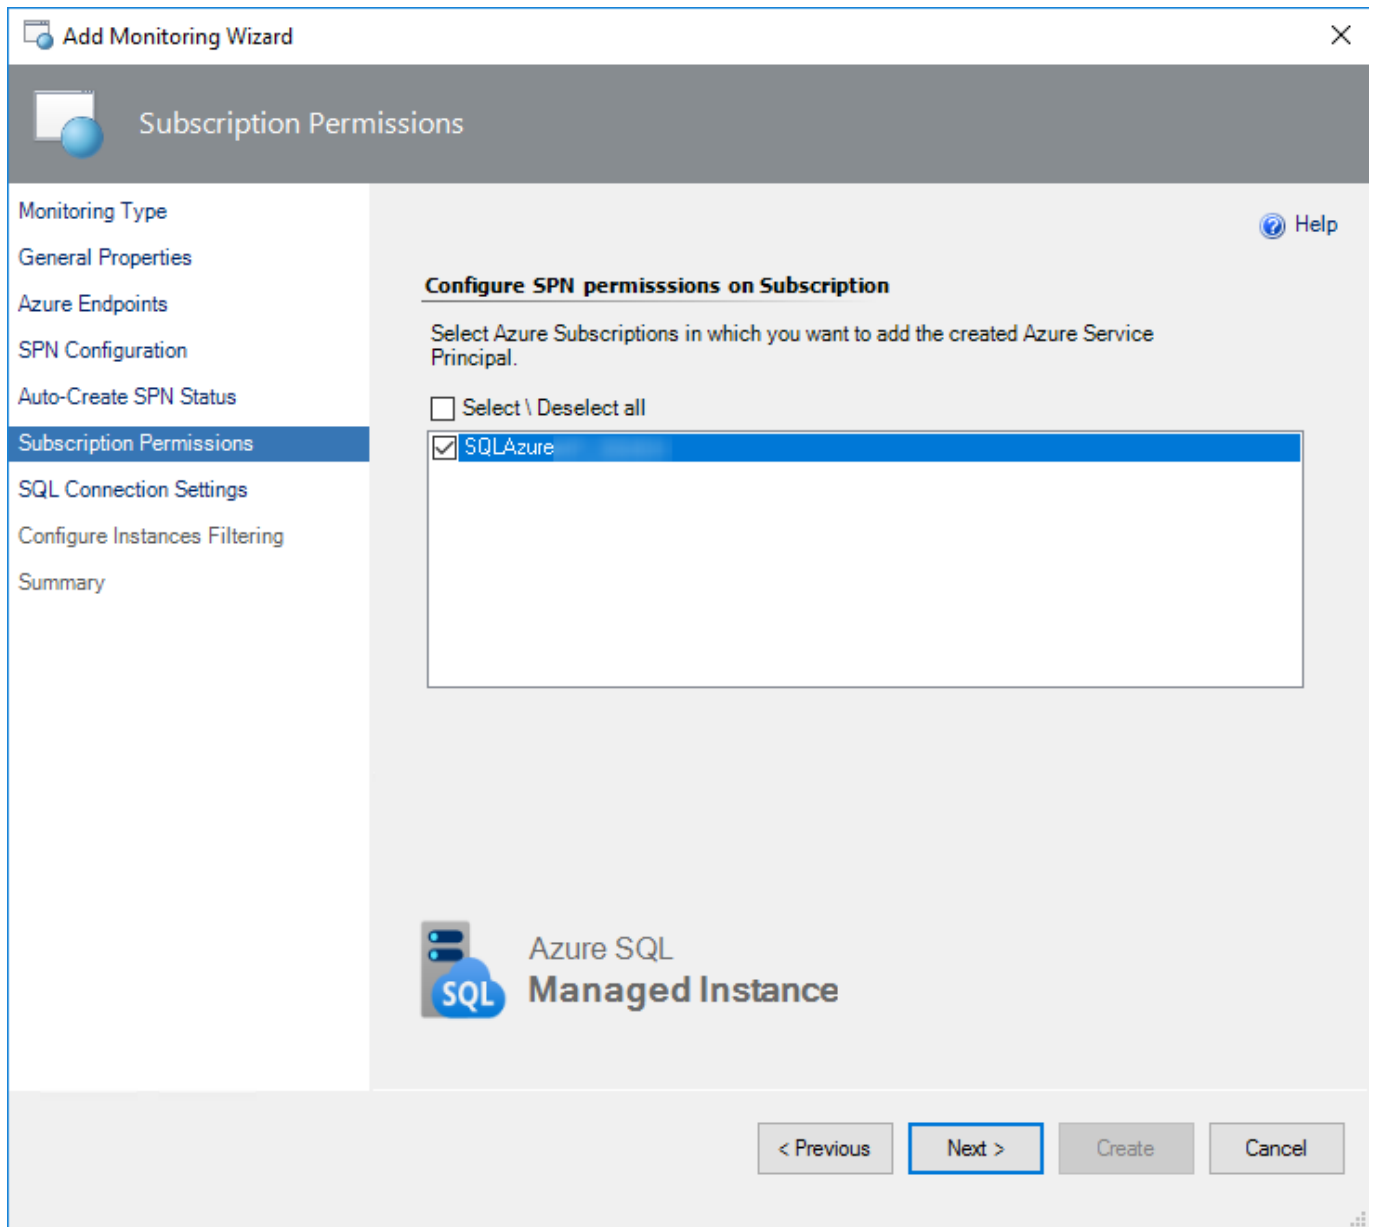 Add Monitoring Wizard
Subscription Permissions
Monitoring Type
General Properties
Azure Endpoints
SPN Configuration
Auto-Create SPN Status
Subscription Permissions
SQL Connection Settings
Configure Instances Filtering
Summary
Help
Configure SPN permisssions on Subscription
Select Azure Subscriptions in which you want to add the created Azure Service
Principal.
Select \ Deselect all
SQLAzure
SQL
Azure SQL
Managed Instance
< Previous
Next >
Create
Cancel